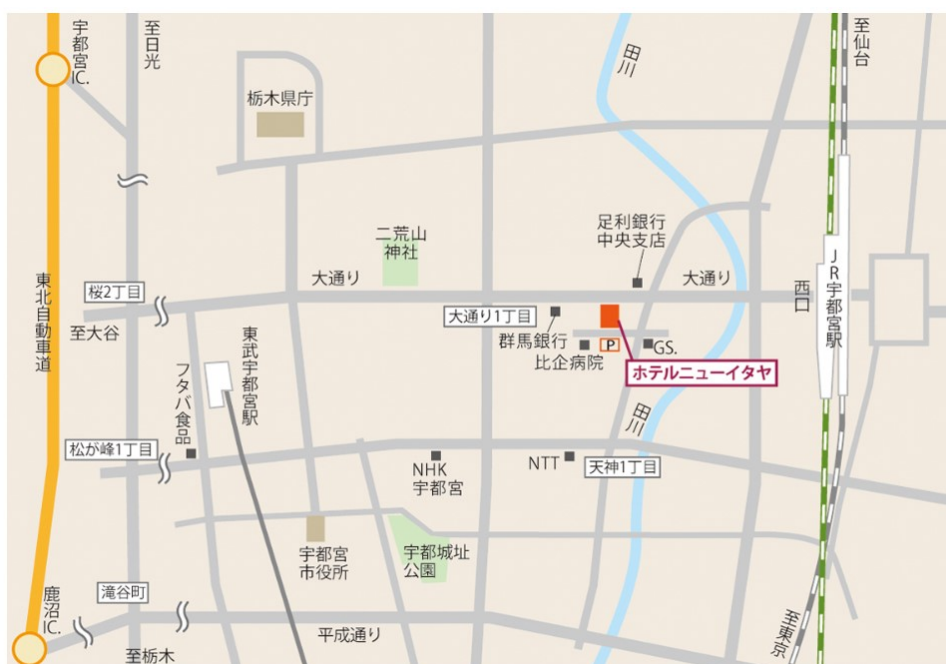 宇都宮
IC.
至日光
栃木県庁
田川
至仙台
二荒山
神社
足利銀行
中央支店
大通り
大通り
桜2丁目
至大谷
東北自動車道
大通り1丁目
群馬銀行
比企病院
P
GS.
ホテルニューイタヤ
西口
JR宇都宮駅
東武宇都宮駅
フタバ食品
松が峰1丁目
NHK
宇都宮
NTT
田川
天神1丁目
宇都宮
市役所
宇都城址
公園
滝谷町
鹿沼
IC.
至栃木
平成通り
至東京